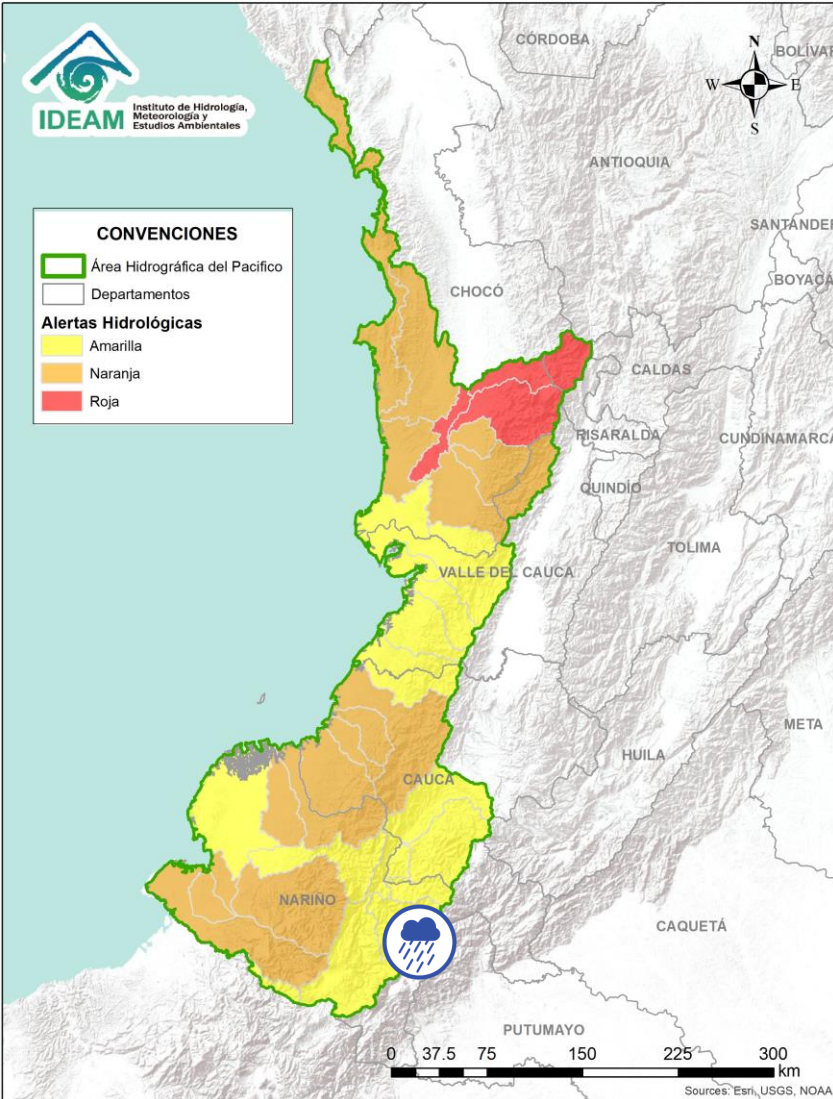 IDEAM
Instituto de Hidrología,
Meteorología y
Estudios Ambientales
CÓRDOBA
BOLÍVAR
N
W
E
S
ANTIOQUIA
SANTANDER
BOYACÁ
CONVENCIONES
Área Hidrográfica del Pacifico
Departamentos
Alertas Hidrológicas
Amarilla
Naranja
Roja
CHOCÓ
CALDAS
RISARALDA
CUNDINAMARCA
QUINDÍO
TOLIMA
VALLE DEL CAUCA
META
HUILA
CAUCA
NARIÑO
CAQUETÁ
PUTUMAYO
0 37.5 75 150 225 300
km
Sources: Esri, USGS, NOAA